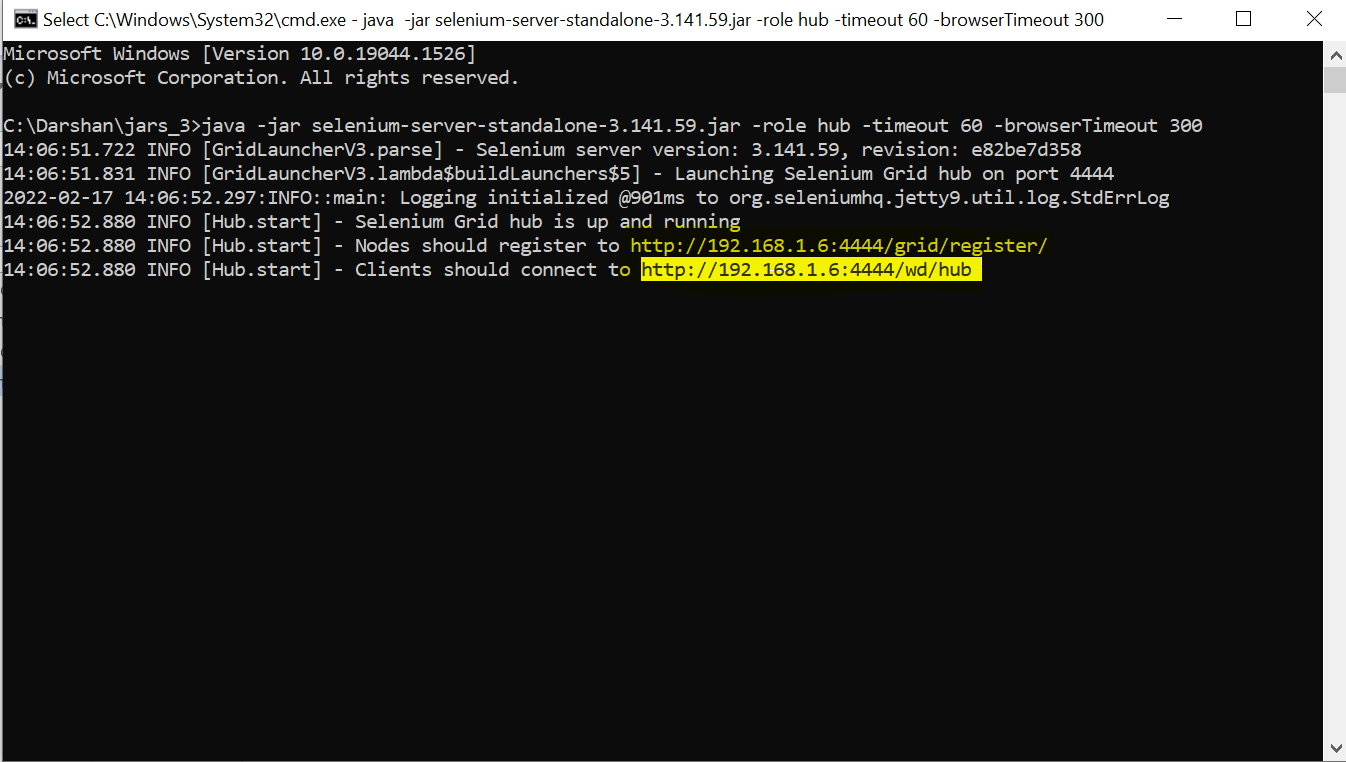 Select C:\Windows\System32\cmd.exe - java  -jar selenium-server-standalone-3.141.59.jar -role hub -timeout 60 -browserTimeout 300
Microsoft Windows [Version 10.0.19044.1526]
(c) Microsoft Corporation. All rights reserved.
C:\Darshan\jars_3>java -jar selenium-server-standalone-3.141.59.jar -role hub -timeout 60 -browserTimeout 300
14:06:51.722 INFO [GridLauncherV3.parse] - Selenium server version: 3.141.59, revision: e82be7d358
14:06:51.831 INFO [GridLauncherV3.lambda$buildLaunchers$5] - Launching Selenium Grid hub on port 4444
2022-02-17 14:06:52.297:INFO::main: Logging initialized @901ms to org.seleniumhq.jetty9.util.log.StdErrLog
14:06:52.880 INFO [Hub.start] - Selenium Grid hub is up and running
14:06:52.880 INFO [Hub.start] - Nodes should register to http://192.168.1.6:4444/grid/register/
14:06:52.880 INFO [Hub.start] - Clients should connect to http://192.168.1.6:4444/wd/hub